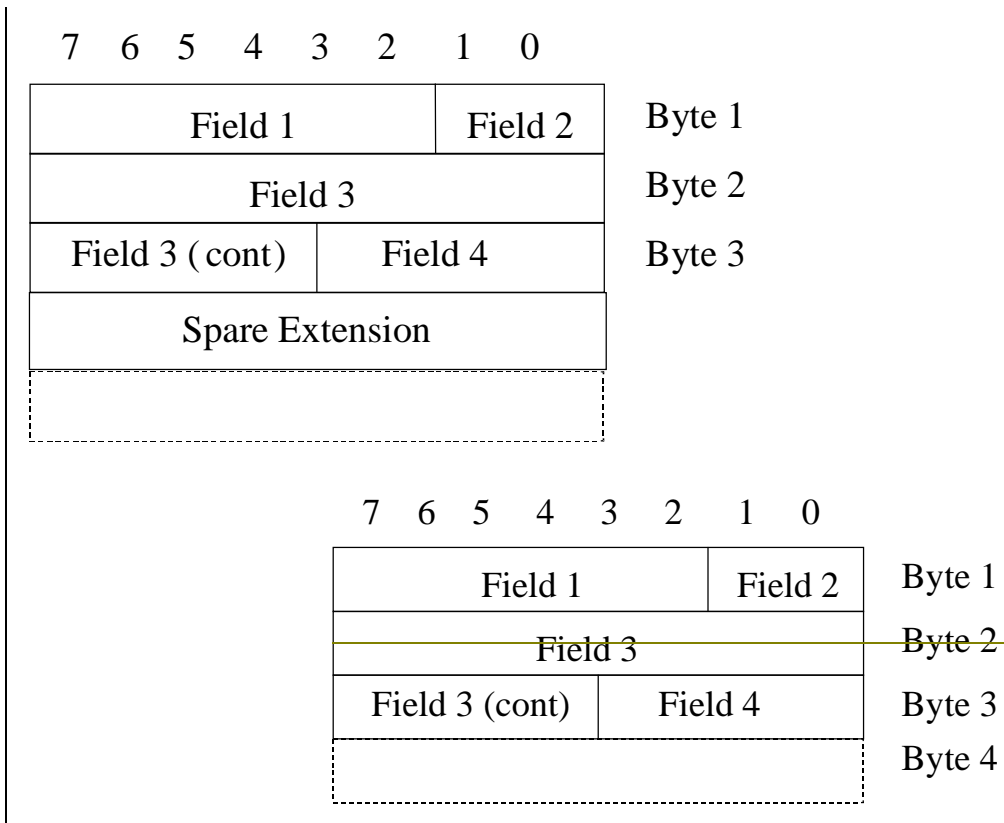 7 6 5 4 3 2 1 0
Field 1 Field 2 Byte 1
Field 3 Byte 2
Field 3 (cont) Field 4 Byte 3
Spare Extension
7 6 5 4 3 2 1 0
Field 1 Field 2 Byte 1
Field 3 Byte 2
Field 3 (cont) Field 4 Byte 3
Byte 4